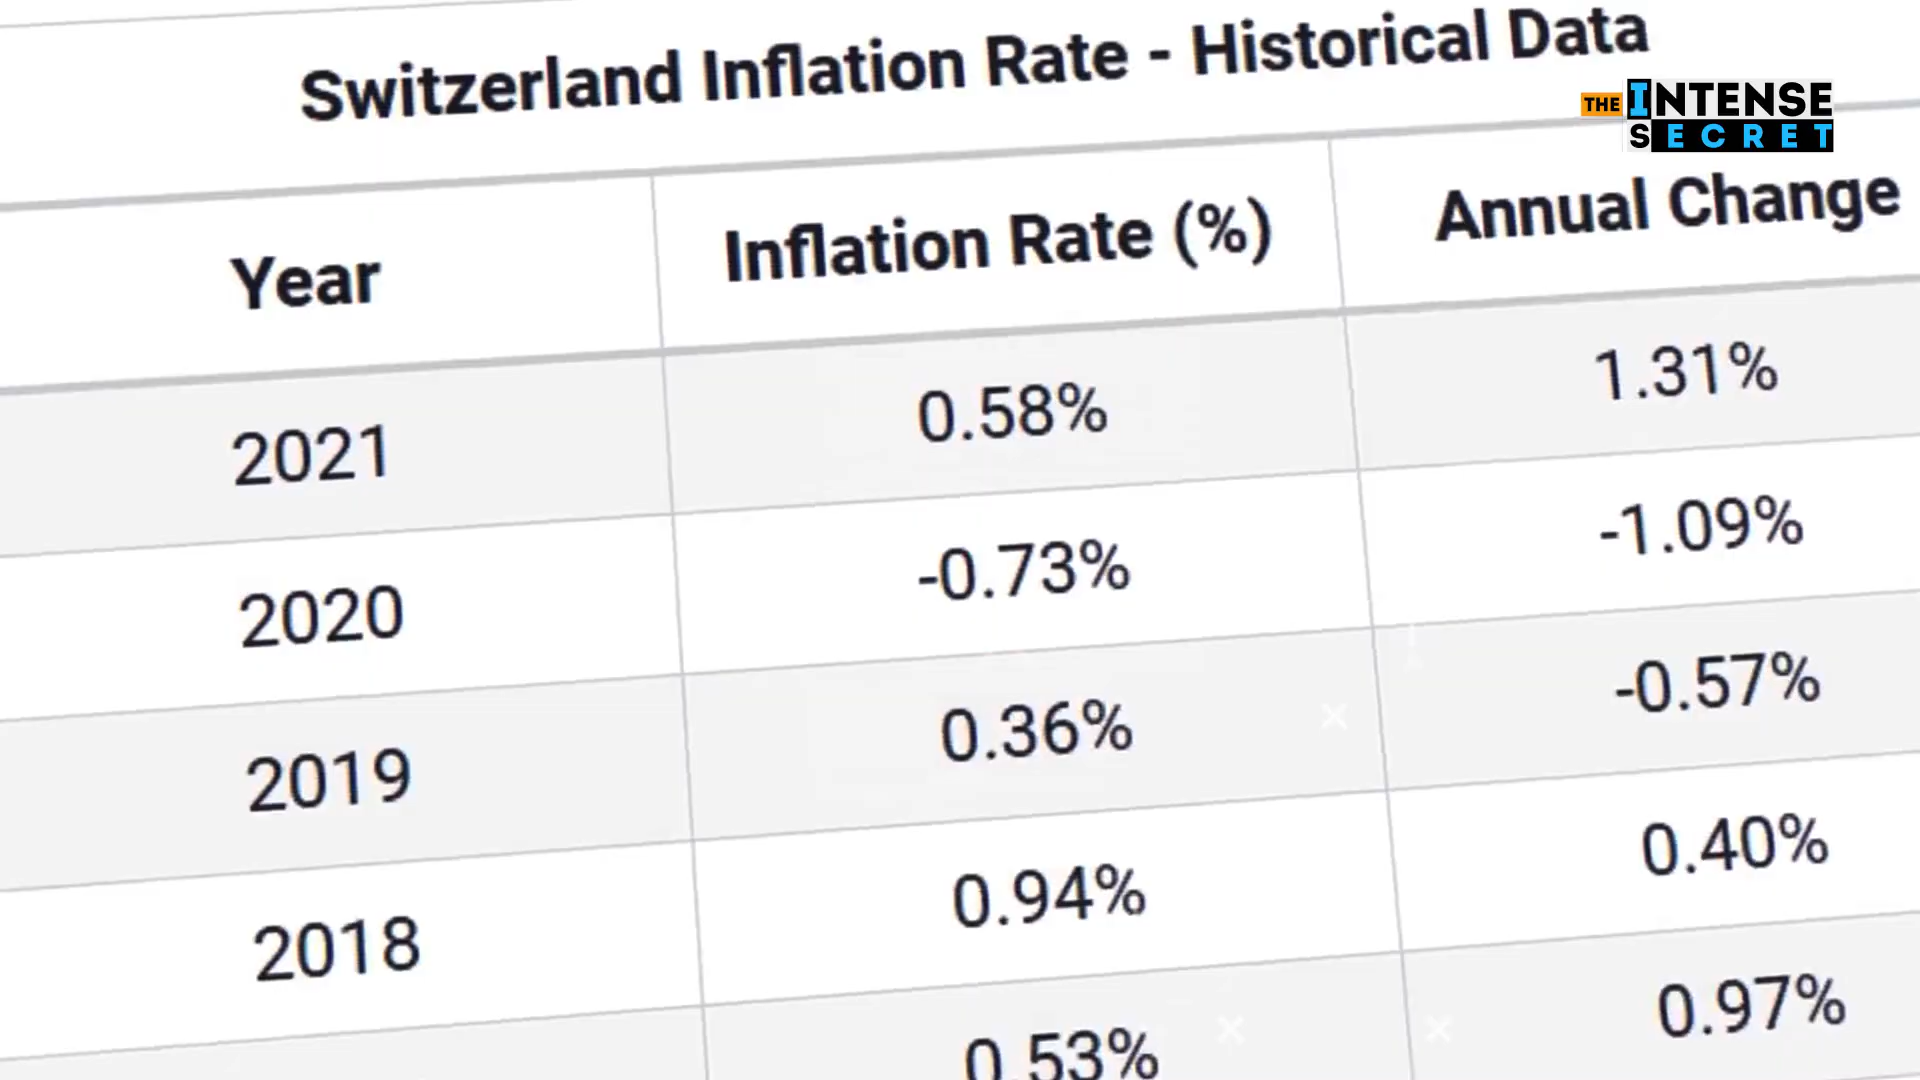 Switzerland Inflation Rate - Historical Data
THE INTENSE
SECRET
Year Inflation Rate (%) Annual Change
2021 0.58% 1.31%
2020 -0.73% -1.09%
2019 0.36% -0.57%
2018 0.94% 0.40%
0.53% 0.97%